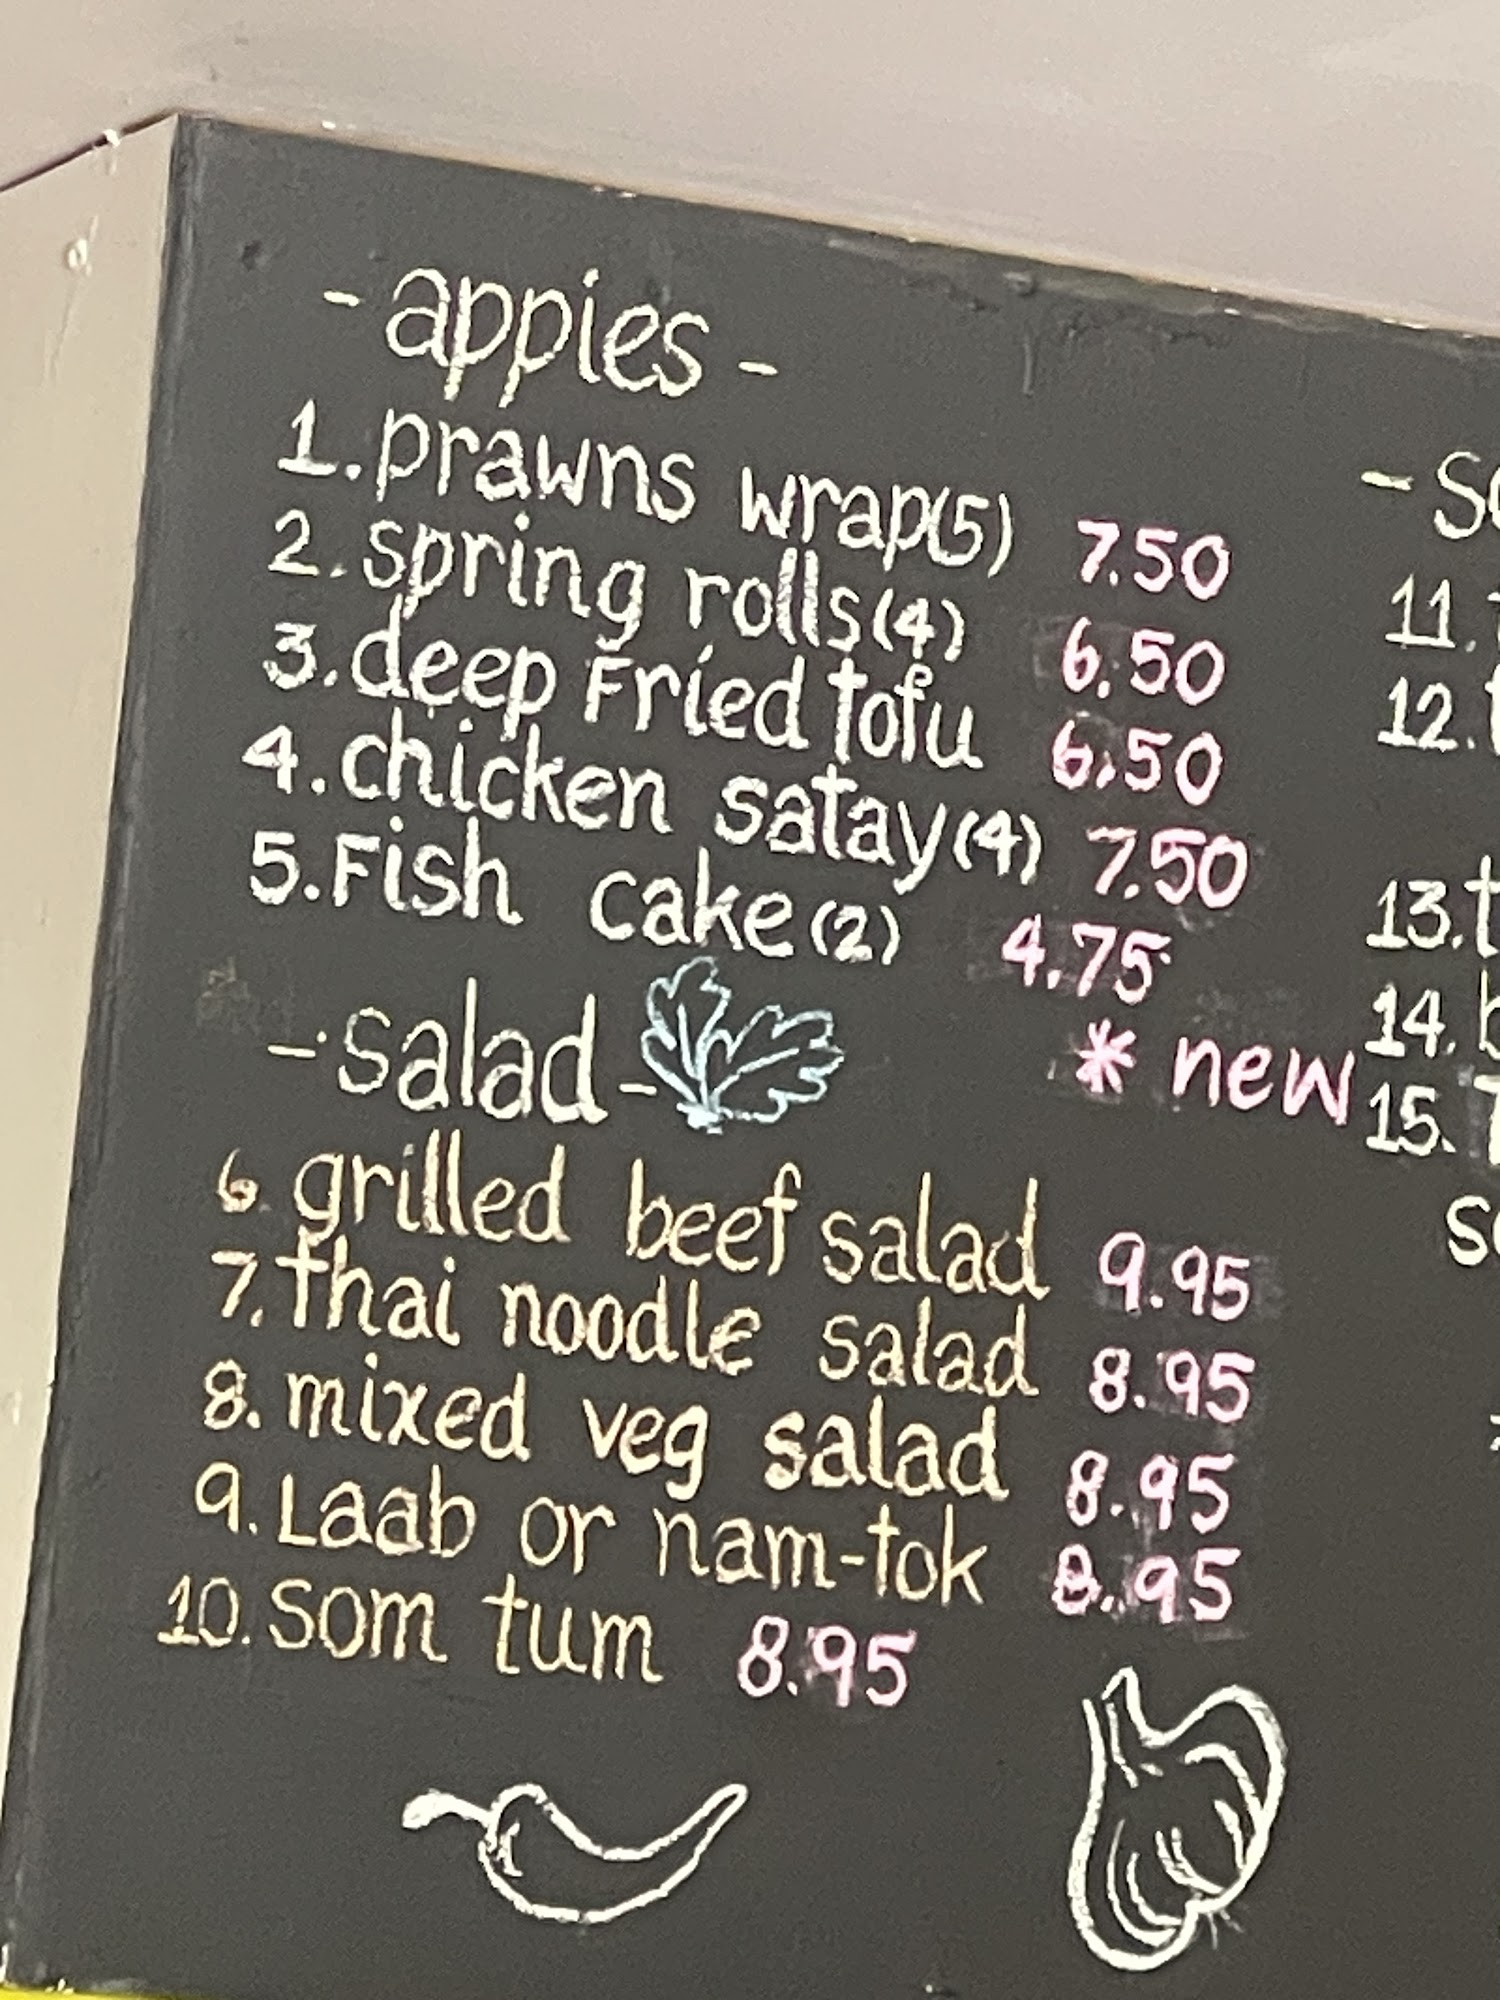 - appies -
1. prawns wrap(5) 7.50
2. spring rolls(4) 6.50
3. deep Fried tofu 6.50
4. chicken satay(4) 7.50
5. Fish cake(2) 4.75
- salad -
* new
6. grilled beef salad 9.95
7. thai noodle salad 8.95
8. mixed veg salad 8.95
9. Laab or nam-tok 8.95
10. som tum 8.95
11.
12.
13.
14.
15.